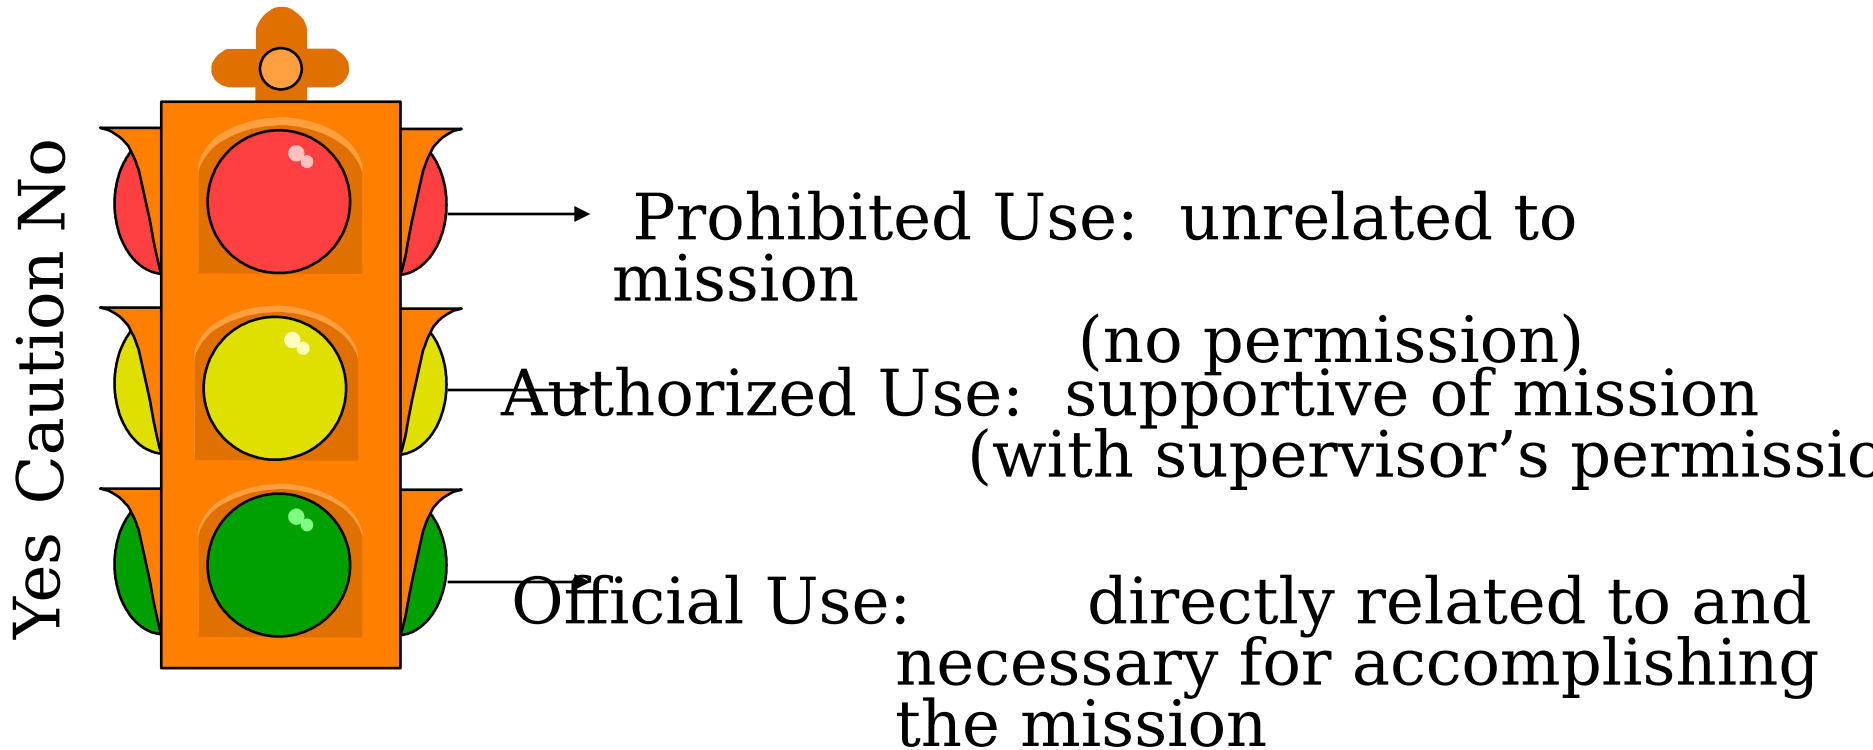 Yes Caution No
Prohibited Use: unrelated to
mission
(no permission)
Authorized Use: supportive of mission
(with supervisor’s
Official Use: directly related to and
necessary for accomplishing
the mission